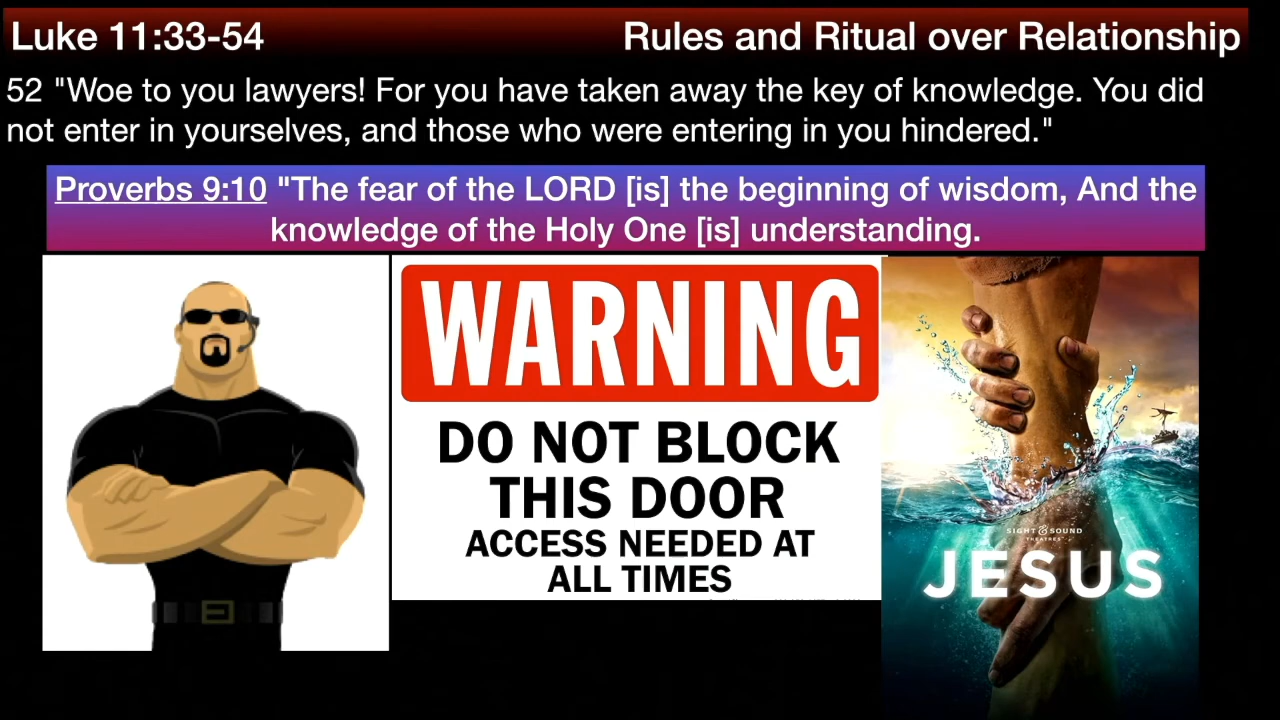 Luke 11:33-54
Rules and Ritual over Relationship
52 "Woe to you lawyers! For you have taken away the key of knowledge. You did
not enter in yourselves, and those who were entering in you hindered."
Proverbs 9:10 "The fear of the LORD [is] the beginning of wisdom, And the
knowledge of the Holy One [is] understanding.
WARNING
DO NOT BLOCK
THIS DOOR
ACCESS NEEDED AT
ALL TIMES
SIGHT & SOUND
THEATRES
JESUS